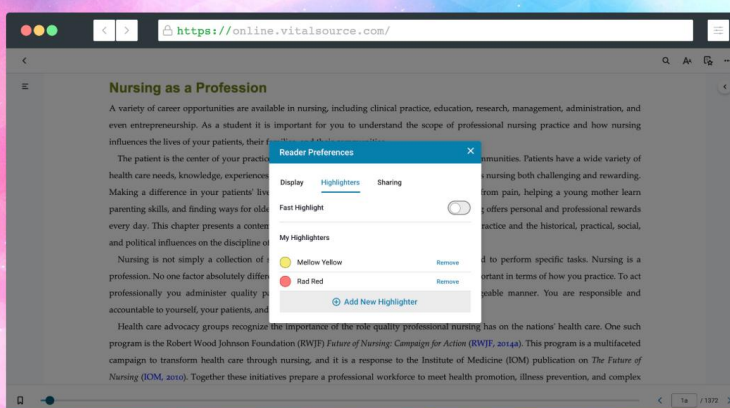 https://online.vitalsource.com/
Nursing as a Profession
A variety of career opportunities are available in nursing, including clinical practice, education, research, management, administration, and
even entrepreneurship. As a student it is important for you to understand the scope of professional nursing practice and how nursing
influences the lives of your patients, their families and their communities.
The patient is the center of your practice mmunities. Patients have a wide variety of
health care needs, knowledge, experiences s nursing both challenging and rewarding.
Making a difference in your patients' live from pain, helping a young mother learn
parenting skills, and finding ways for olde g offers personal and professional rewards
every day. This chapter presents a contem ractice and the historical, practical, social,
and political influences on the discipline of
Nursing is not simply a collection of s d to perform specific tasks. Nursing is a
profession. No one factor absolutely differen ortant in terms of how you practice. To act
professionally you administer quality pa geable manner. You are responsible and
accountable to yourself, your patients, and
Health care advocacy groups recognize the importance of the role quality professional nursing has on the nations' health care. One such
program is the Robert Wood Johnson Foundation (RWJF) Future of Nursing: Campaign for Action (RWJF, 2014a). This program is a multifaceted
campaign to transform health care through nursing, and it is a response to the Institute of Medicine (IOM) publication on The Future of
Nursing (IOM, 2010). Together these initiatives prepare a professional workforce to meet health promotion, illness prevention, and complex
Reader Preferences
Display Highlighters Sharing
Fast Highlight
My Highlighters
Mellow Yellow Remove
Rad Red Remove
Add New Highlighter
1a / 1372